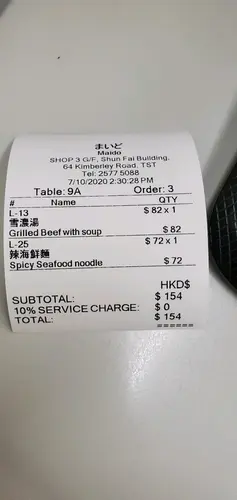 まいど
Maido
SHOP 3 G/F, Shun Fai Building,
64 Kimberley Road, TST
Tel: 2577 5088
7/10/2020 2:30:28 PM
Table: 9A Order: 3
# Name QTY
L-13 $ 82 x 1
雪濃湯
Grilled Beef with soup $ 82
L-25 $ 72 x 1
辣海鮮麵
Spicy Seafood noodle $ 72
HKD$
SUBTOTAL: $ 154
10% SERVICE CHARGE: $ 0
TOTAL: $ 154
======